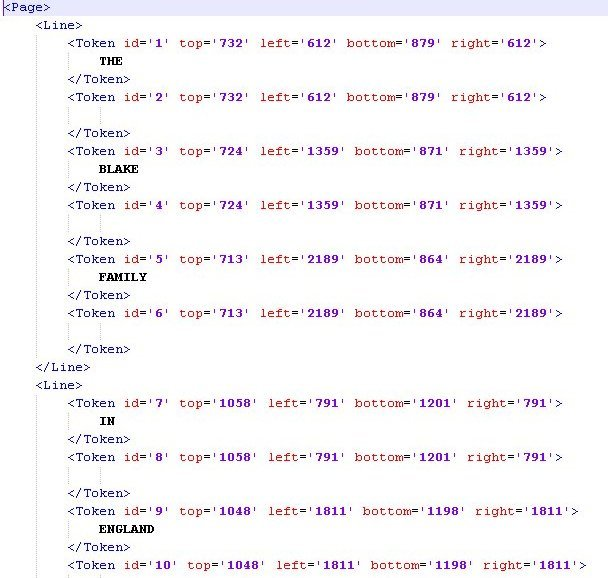 <Page>
<Line>
<Token id='1' top='732' left='612' bottom='879' right='612'>
THE
</Token>
<Token id='2' top='732' left='612' bottom='879' right='612'>
</Token>
<Token id='3' top='724' left='1359' bottom='871' right='1359'>
BLAKE
</Token>
<Token id='4' top='724' left='1359' bottom='871' right='1359'>
</Token>
<Token id='5' top='713' left='2189' bottom='864' right='2189'>
FAMILY
</Token>
<Token id='6' top='713' left='2189' bottom='864' right='2189'>
</Token>
</Line>
<Line>
<Token id='7' top='1058' left='791' bottom='1201' right='791'>
IN
</Token>
<Token id='8' top='1058' left='791' bottom='1201' right='791'>
</Token>
<Token id='9' top='1048' left='1811' bottom='1198' right='1811'>
ENGLAND
</Token>
<Token id='10' top='1048' left='1811' bottom='1198' right='1811'>